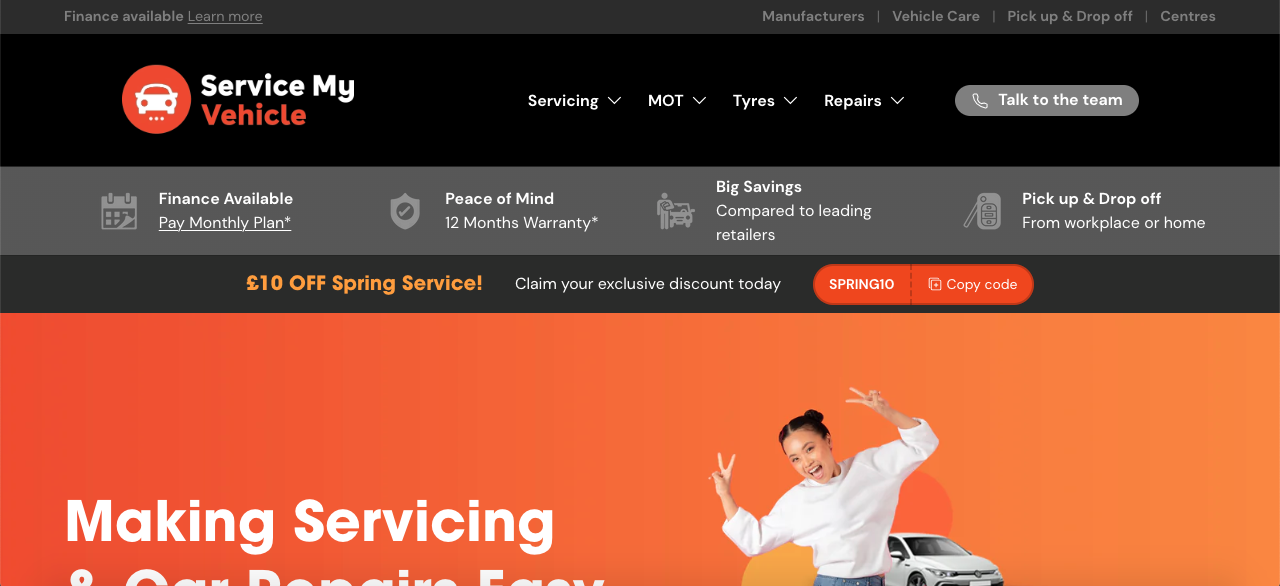 Finance available Learn more
Manufacturers | Vehicle Care | Pick up & Drop off | Centres
Service My
Vehicle
Servicing
MOT
Tyres
Repairs
Talk to the team
Finance Available
Pay Monthly Plan*
Peace of Mind
12 Months Warranty*
Big Savings
Compared to leading
retailers
Pick up & Drop off
From workplace or home
£10 OFF Spring Service!
Claim your exclusive discount today
SPRING10
Copy code
Making Servicing
& Car Repairs Easy